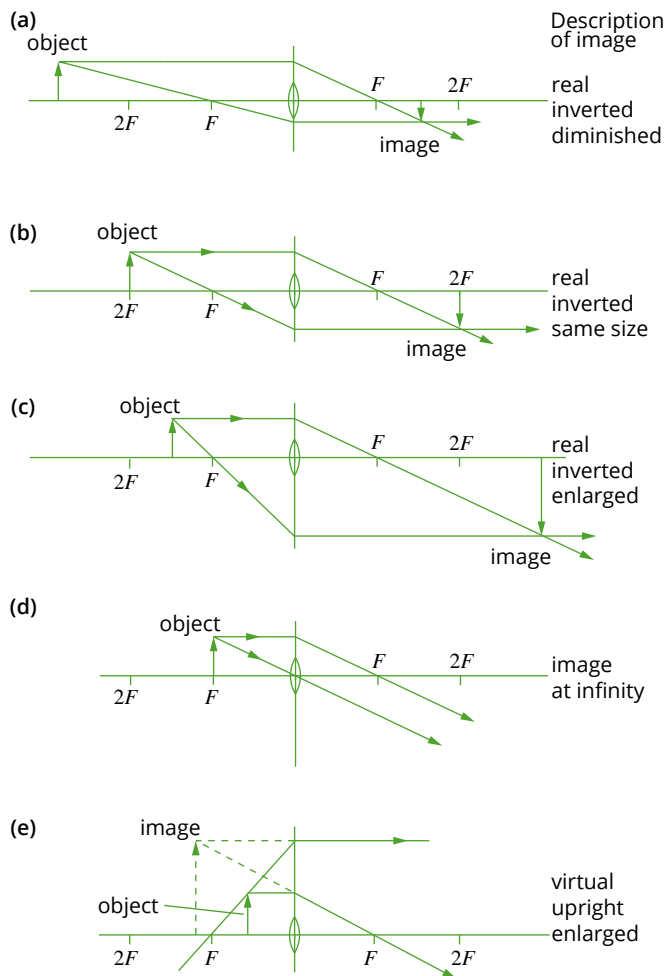 (a)
Description
of image
object
F
2F
2F
F
real
inverted
diminished
image
(b)
object
F
2F
2F
F
real
inverted
same size
image
(c)
object
F
2F
2F
F
real
inverted
enlarged
image
(d)
object
F
2F
2F
F
image
at infinity
(e)
image
object
2F
F
F
2F
virtual
upright
enlarged